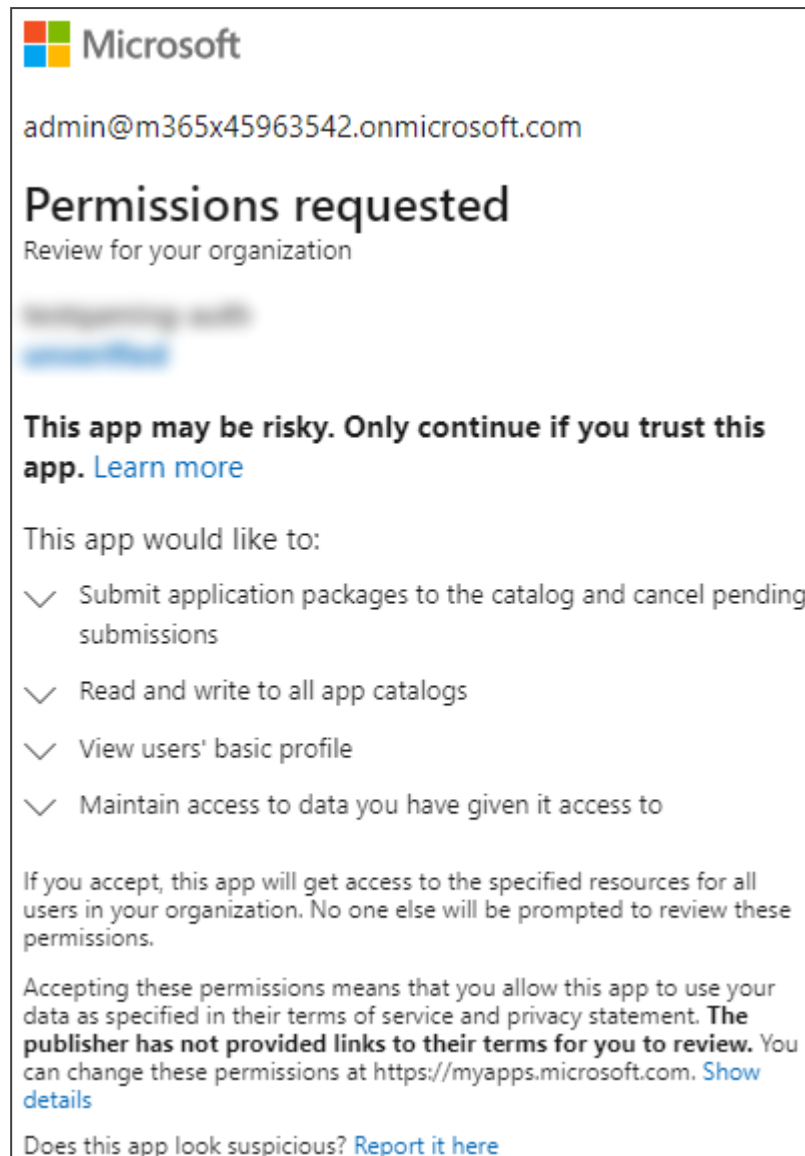 Microsoft
admin@m365x45963542.onmicrosoft.com
Permissions requested
Review for your organization
unverified
This app may be risky. Only continue if you trust this
app. Learn more
This app would like to:
Submit application packages to the catalog and cancel pending
submissions
Read and write to all app catalogs
View users' basic profile
Maintain access to data you have given it access to
If you accept, this app will get access to the specified resources for all
users in your organization. No one else will be prompted to review these
permissions.
Accepting these permissions means that you allow this app to use your
data as specified in their terms of service and privacy statement. The
publisher has not provided links to their terms for you to review. You
can change these permissions at https://myapps.microsoft.com. Show
details
Does this app look suspicious? Report it here